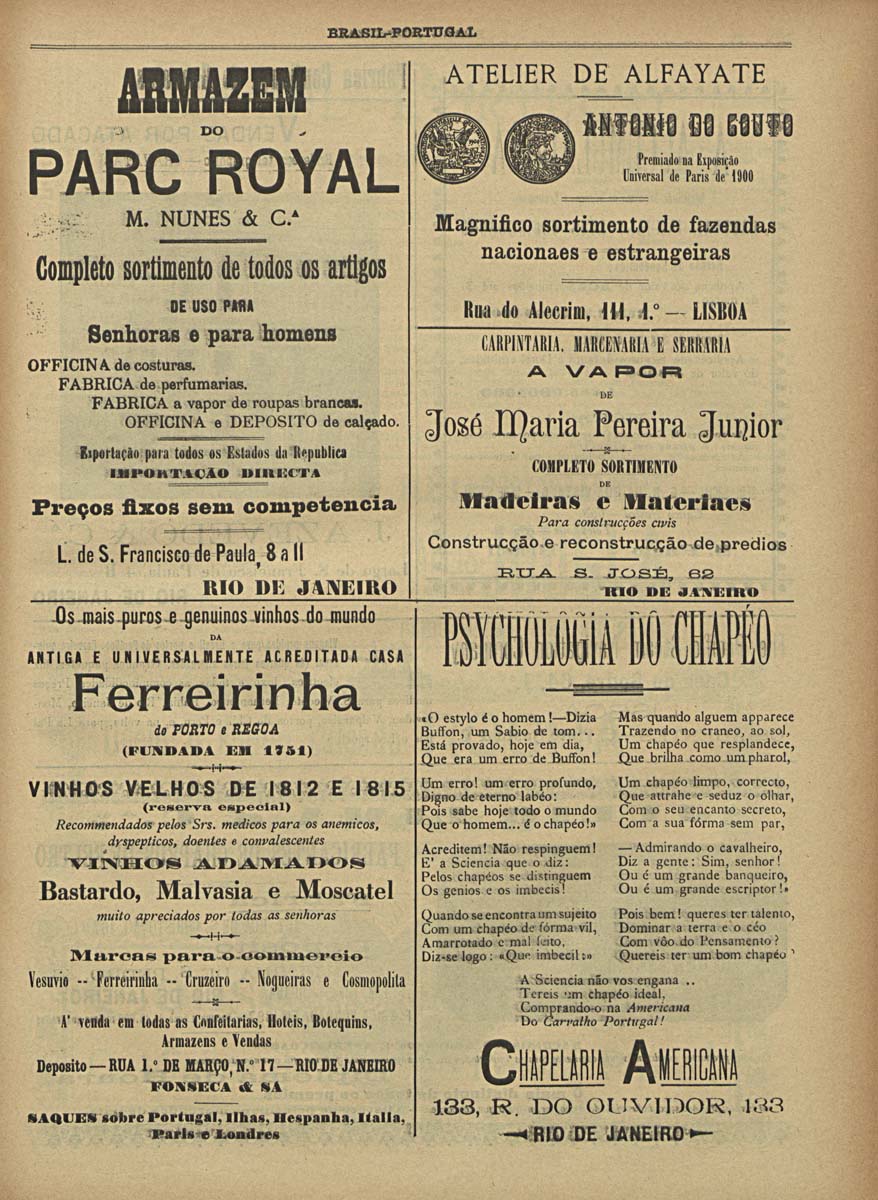 BRASIL-PORTUGAL
ARMAZEM
DO
PARC ROYAL
M. NUNES & C.ª
Completo sortimento de todos os artigos
DE USO PARA
Senhoras e para homens
OFFICINA de costuras.
FABRICA de perfumarias.
FABRICA a vapor de roupas brancas.
OFFICINA e DEPOSITO de calçado.
Exportação para todos os Estados da Republica
IMPORTAÇÃO DIRECTA
Preços fixos sem competencia
L. de S. Francisco de Paula, 8 a 11
RIO DE JANEIRO
ATELIER DE ALFAYATE
ANTONIO DO COUTO
Premiado na Exposição
Universal de Paris de 1900
Magnifico sortimento de fazendas
nacionaes e estrangeiras
Rua do Alecrim, 111, 1.º — LISBOA
CARPINTARIA, MARCENARIA E SERRARIA
A VAPOR
DE
José Maria Pereira Junior
COMPLETO SORTIMENTO
DE
Madeiras e Materiaes
Para construcções civis
Construcção e reconstrucção de predios
RUA S. JOSÉ, 62
RIO DE JANEIRO
Os mais puros e genuinos vinhos do mundo
DA
ANTIGA E UNIVERSALMENTE ACREDITADA CASA
Ferreirinha
do PORTO e REGOA
(FUNDADA EM 1751)
VINHOS VELHOS DE 1812 E 1815
(reserva especial)
Recommendados pelos Srs. medicos para os anemicos,
dyspepticos, doentes e convalescentes
VINHOS ADAMADOS
Bastardo, Malvasia e Moscatel
muito apreciados por todas as senhoras
Marcas para o commercio
Vesuvio -- Ferreirinha -- Cruzeiro -- Nogueiras e Cosmopolita
A' venda em todas as Confeitarias, Hoteis, Botequins,
Armazens e Vendas
Deposito — RUA 1.º DE MARÇO, N.º 17 — RIO DE JANEIRO
FONSECA & SÁ
SAQUES sôbre Portugal, Ilhas, Hespanha, Italia,
Paris e Londres
PSYCHOLOGIA DO CHAPÉO
«O estylo é o homem!—Dizia
Buffon, um Sabio de tom...
Está provado, hoje em dia,
Que era um erro de Buffon!
Um erro! um erro profundo,
Digno de eterno labéo:
Pois sabe hoje todo o mundo
Que o homem... é o chapéo!»
Acreditem! Não respinguem!
E' a Sciencia que o diz:
Pelos chapéos se distinguem
Os genios e os imbecis!
Quando se encontra um sujeito
Com um chapéo de fórma vil,
Amarrotado e mal feito,
Diz-se logo: «Que imbecil:»
Mas quando alguem apparece
Trazendo no craneo, ao sol,
Um chapéo que resplandece,
Que brilha como um pharol,
Um chapéo limpo, correcto,
Que attrahe e seduz o olhar,
Com o seu encanto secreto,
Com a sua fórma sem par,
— Admirando o cavalheiro,
Diz a gente: Sim, senhor!
Ou é um grande banqueiro,
Ou é um grande escriptor!»
Pois bem! queres ter talento,
Dominar a terra e o céo
Com vôo do Pensamento?
Quereis ter um bom chapéo?
A Sciencia não vos engana ..
Tereis um chapéo ideal,
Comprando-o na Americana
Do Carvalho Portugal!
CHAPELARIA AMERICANA
133, R. DO OUVIDOR, 133
RIO DE JANEIRO